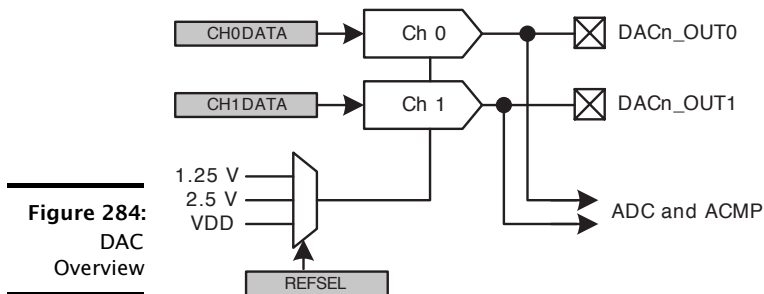 CH0DATA
Ch 0
DACn_OUT0
CH1DATA
Ch 1
DACn_OUT1
1.25 V
2.5 V
VDD
ADC and ACMP
REFSEL
Figure 284:
DAC
Overview